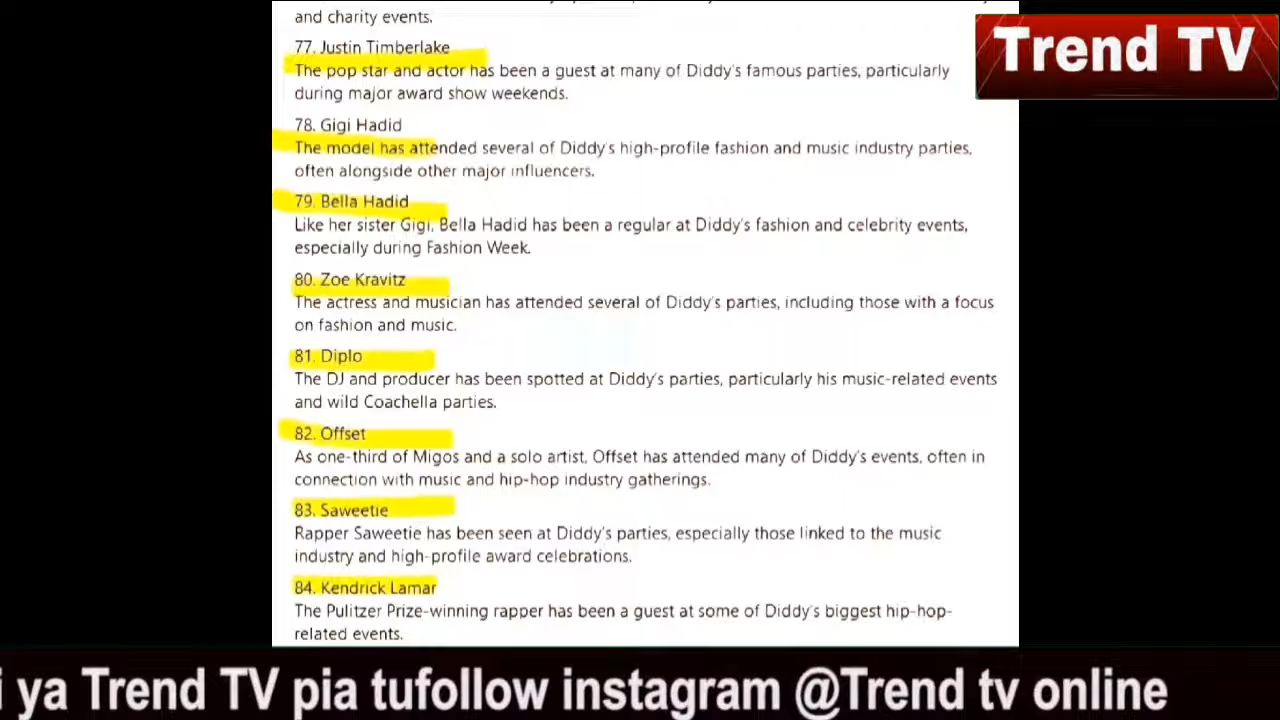 and charity events.
Trend TV
77. Justin Timberlake
The pop star and actor has been a guest at many of Diddy's famous parties, particularly
during major award show weekends.
78. Gigi Hadid
The model has attended several of Diddy's high-profile fashion and music industry parties,
often alongside other major influencers.
79. Bella Hadid
Like her sister Gigi, Bella Hadid has been a regular at Diddy's fashion and celebrity events,
especially during Fashion Week.
80. Zoe Kravitz
The actress and musician has attended several of Diddy's parties, including those with a focus
on fashion and music.
81. Diplo
The DJ and producer has been spotted at Diddy's parties, particularly his music-related events
and wild Coachella parties.
82. Offset
As one-third of Migos and a solo artist, Offset has attended many of Diddy's events, often in
connection with music and hip-hop industry gatherings.
83. Saweetie
Rapper Saweetie has been seen at Diddy's parties, especially those linked to the music
industry and high-profile award celebrations.
84. Kendrick Lamar
The Pulitzer Prize-winning rapper has been a guest at some of Diddy's biggest hip-hop-
related events.
ya Trend TV pia tufollow instagram @Trend tv online